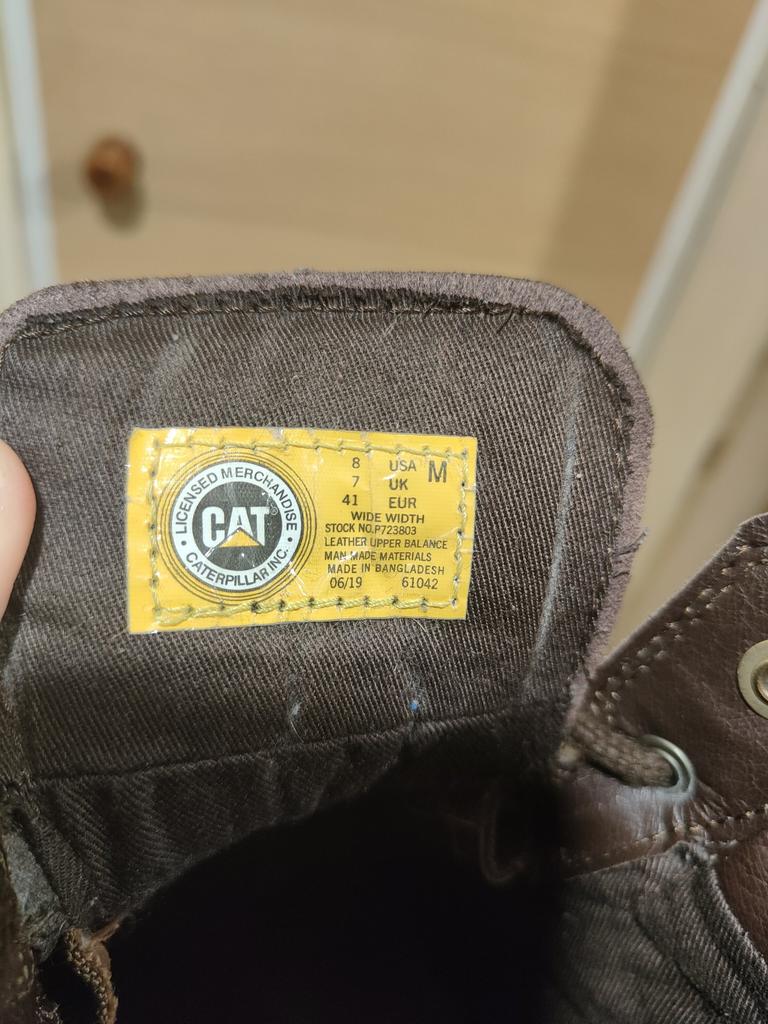 LICENSED MERCHANDISE
CAT®
CATERPILLAR INC.
8 USA M
7 UK
41 EUR
WIDE WIDTH
STOCK NO.P723803
LEATHER UPPER BALANCE
MAN MADE MATERIALS
MADE IN BANGLADESH
06/19 61042